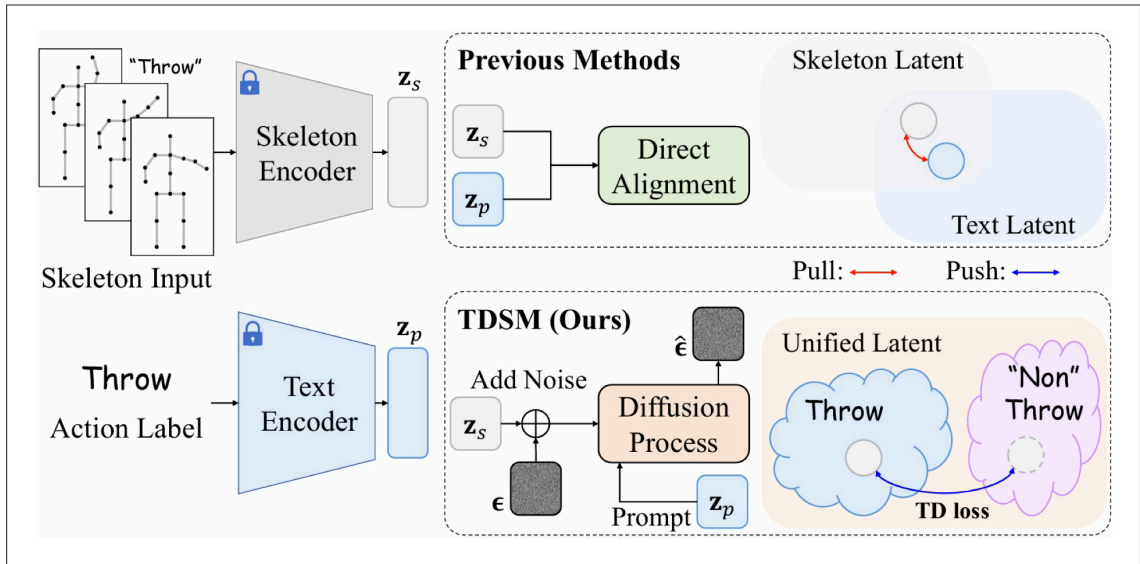 "Throw"
Skeleton Input
Skeleton
Encoder
z_s
Throw
Action Label
Text
Encoder
z_p
Previous Methods
z_s
z_p
Direct
Alignment
Skeleton Latent
Text Latent
Pull:
Push:
TDSM (Ours)
Add Noise
z_s
ϵ
Diffusion
Process
ϵ̂
Prompt
z_p
Unified Latent
Throw
"Non"
Throw
TD loss